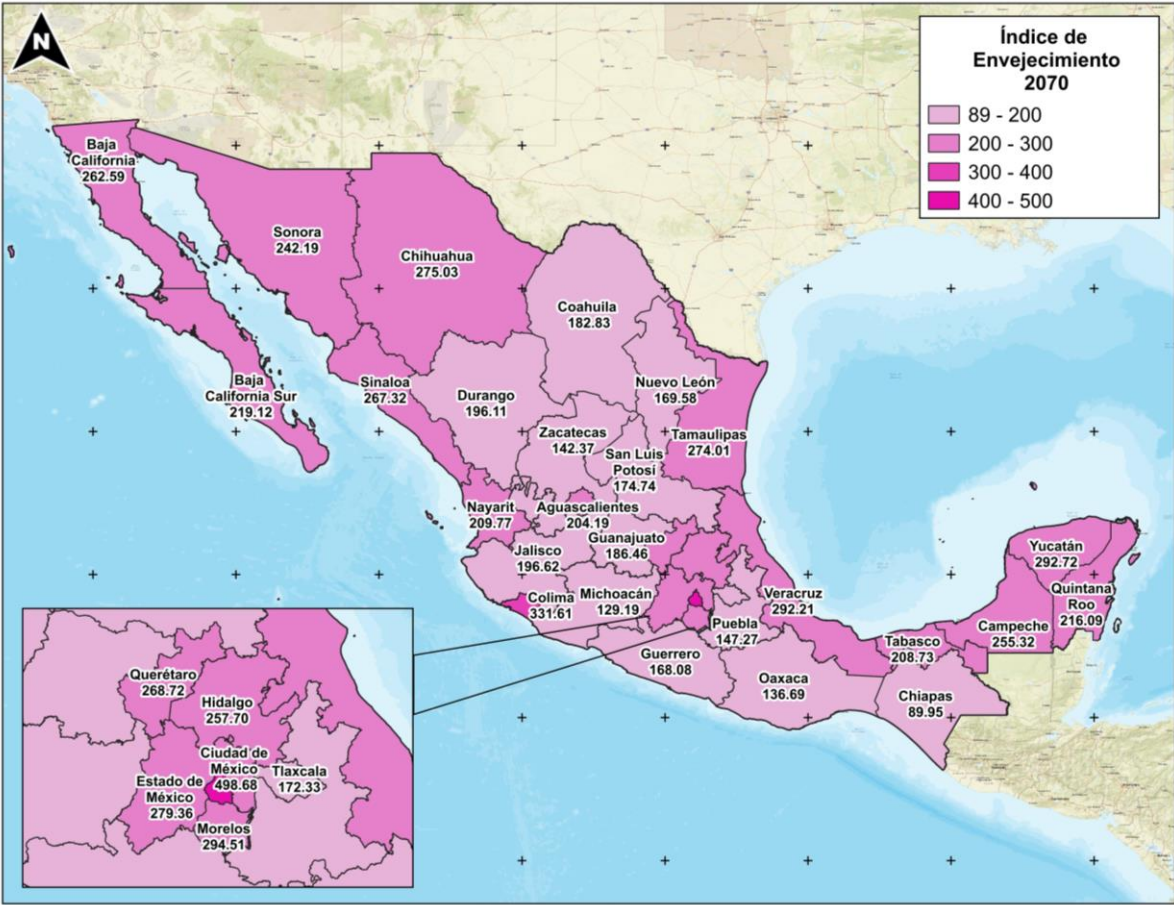 N
Índice de
Envejecimiento
2070
89 - 200
200 - 300
300 - 400
400 - 500
Baja
California
262.59
Sonora
242.19
Chihuahua
275.03
Coahuila
182.83
Baja
California Sur
219.12
Sinaloa
267.32
Durango
196.11
Nuevo León
169.58
Zacatecas
142.37
San Luis
Potosí
174.74
Tamaulipas
274.01
Nayarit
209.77
Aguascalientes
204.19
Guanajuato
186.46
Jalisco
196.62
Colima
331.61
Michoacán
129.19
Puebla
147.27
Veracruz
292.21
Guerrero
168.08
Oaxaca
136.69
Tabasco
208.73
Chiapas
89.95
Campeche
255.32
Yucatán
292.72
Quintana
Roo
216.09
Querétaro
268.72
Hidalgo
257.70
Ciudad de
México
498.68
Tlaxcala
172.33
Estado de
México
279.36
Morelos
294.51